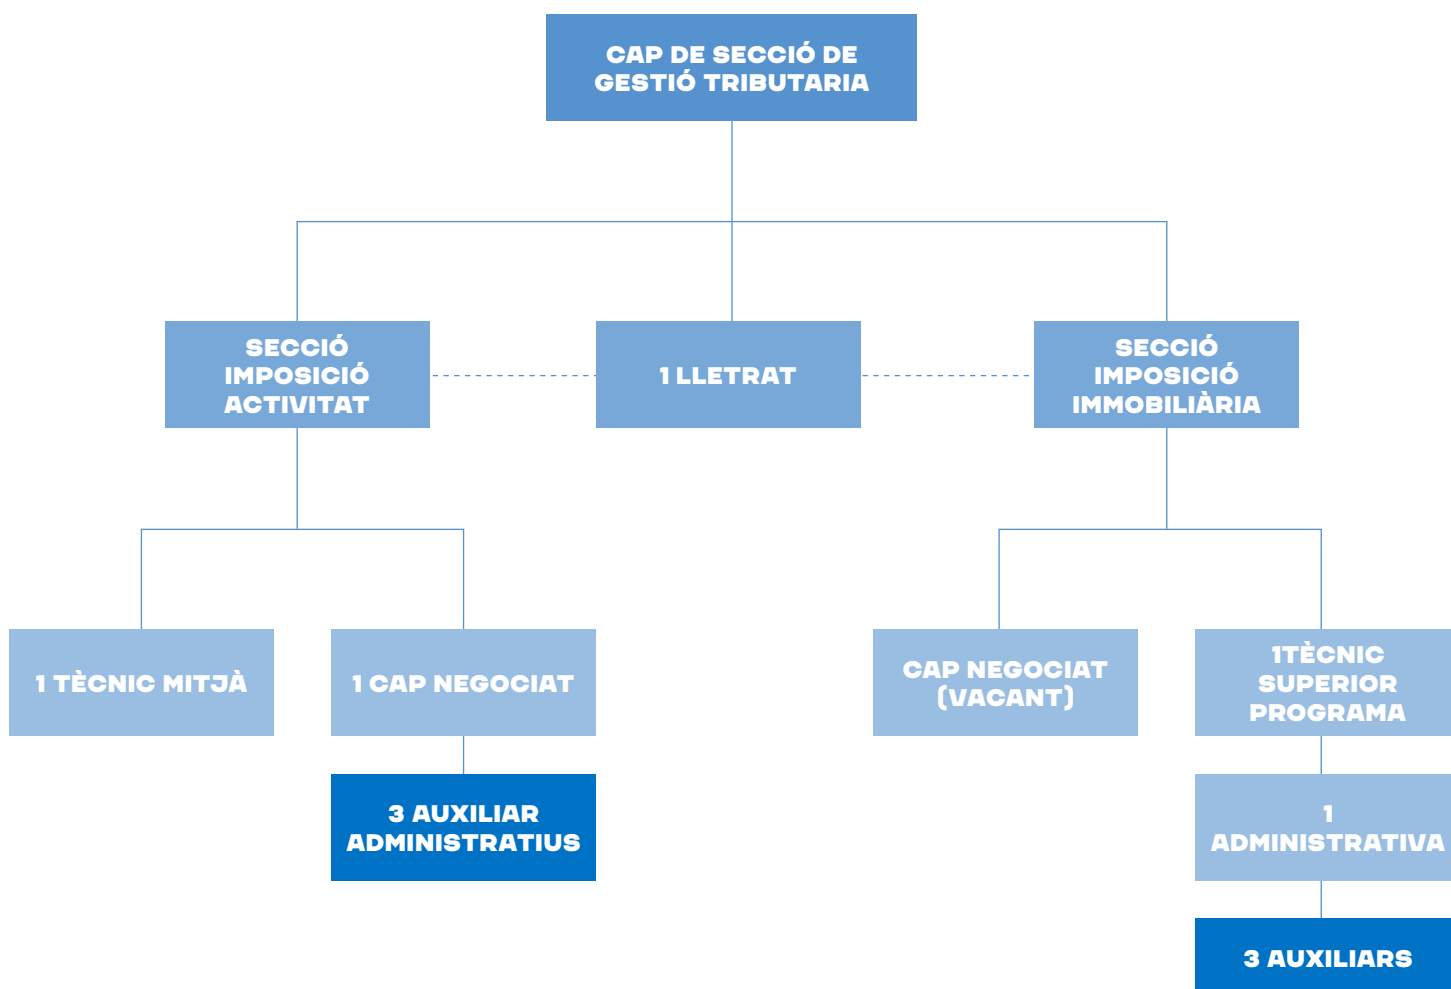 CAP DE SECCIÓ DE
GESTIÓ TRIBUTARIA
SECCIÓ
IMPOSICIÓ
ACTIVITAT
1 LLETRAT
SECCIÓ
IMPOSICIÓ
IMMOBILIÀRIA
1 TÈCNIC MITJÀ
1 CAP NEGOCIAT
CAP NEGOCIAT
(VACANT)
1TÈCNIC
SUPERIOR
PROGRAMA
3 AUXILIAR
ADMINISTRATIUS
1
ADMINISTRATIVA
3 AUXILIARS